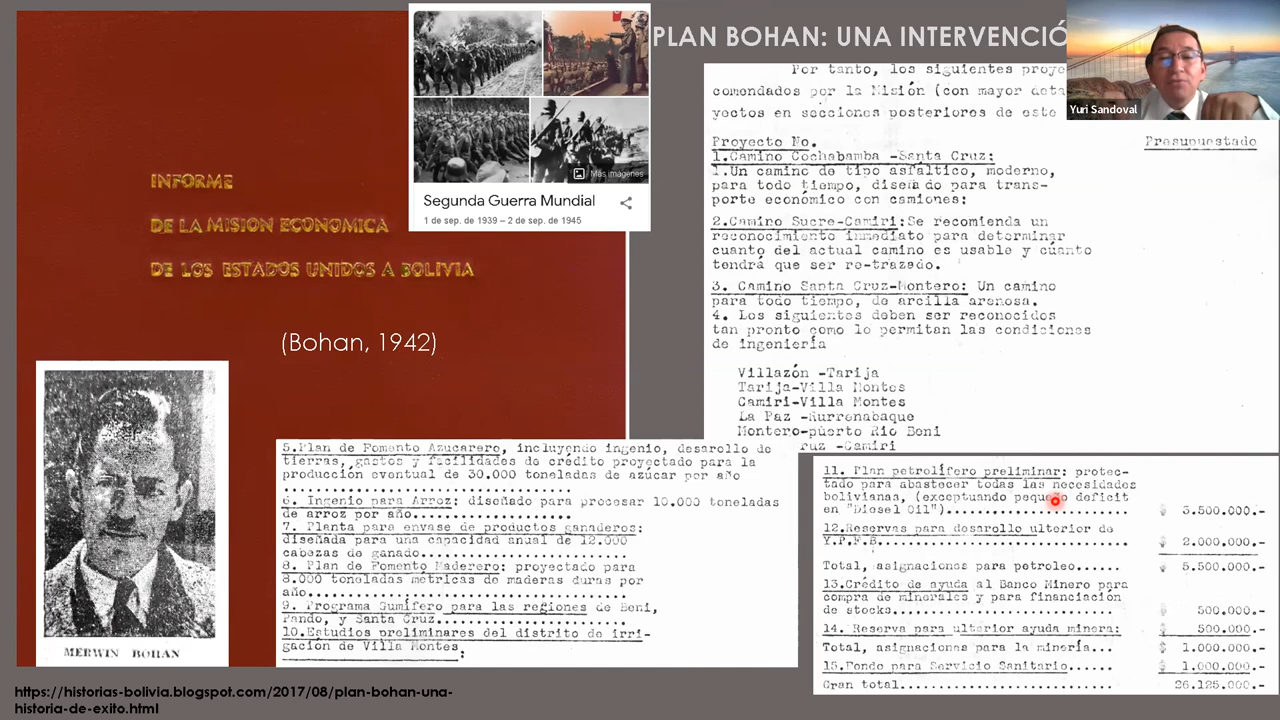 PLAN BOHAN: UNA INTERVENCIÓ
Yuri Sandoval
Más imágenes
Segunda Guerra Mundial
1 de sep. de 1939 – 2 de sep. de 1945
INFORME
DE LA MISION ECONOMICA
DE LOS ESTADOS UNIDOS A BOLIVIA
(Bohan, 1942)
MERWIN BOHAN
https://historias-bolivia.blogspot.com/2017/08/plan-bohan-una-
historia-de-exito.html
Por tanto, los siguientes proye
comendados por la Misión (con mayor deta
yectos en secciones posteriores de este
Proyecto No. Presupuestado
1.Camino Cochabamba -Santa Cruz:
1.Un camino de tipo asfaltico, moderno,
para todo tiempo, diseñado para trans-
porte económico con camiones:
2.Camino Sucre-Camiri:Se recomienda un
reconocimiento inmediato para determinar
cuanto del actual camino es usable y cuánto
tendrá que ser re-trazado.
3. Camino Santa Cruz-Montero: Un camino
para todo tiempo, de arcilla arenosa.
4. Los siguientes deben ser reconocidos
tan pronto como lo permitan las condiciones
de ingeniería
Villazón -Tarija
Tarija-Villa Montes
Camiri-Villa Montes
La Paz -Rurrenabaque
Montero-puerto Rio Beni
ruz -Camiri
5.Plan de Fomento Azucarero, incluyendo ingenio, desarollo de
tierras, gastos y facilidades de crédito proyectado para la
producción eventual de 30.000 toneladas de azúcar por año
........................................
6. Ingenio para Arroz: diseñado para procesar 10.000 toneladas
de arroz por año......................
7. Planta para envase de productos ganaderos:
diseñada para una capacidad anual de 12.000
cabezas de ganado.....................
8. Plan de Fomento Maderero: proyectado para
8.000 toneladas métricas de maderas duras por
año...................................
9. Programa Gumífero para las regiones de Beni,
Pando, y Santa Cruz...................
10.Estudios preliminares del distrito de irri-
gación de Villa Montes:
11. Plan petrolífero preliminar: protec-
tado para abastecer todas las necesidades
bolivianas, (exceptuando pequeño deficit
en "Diesel Oil")...................... $ 3.500.000.-
12.Reservas para desarollo ulterior de
Y.P.F.B............................... $ 2.000.000.-
Total, asignaciones para petroleo..... $ 5.500.000.-
13.Crédito de ayuda al Banco Minero para
compra de minerales y para financiación
de stocks............................. $ 500.000.-
14. Reserva para ulterior ayuda minera: $ 500.000.-
Total, asignaciones para la minería... $ 1.000.000.-
15.Fondo para Servicio Sanitario...... $ 1.000.000.-
Gran total............................ 26.125.000.-